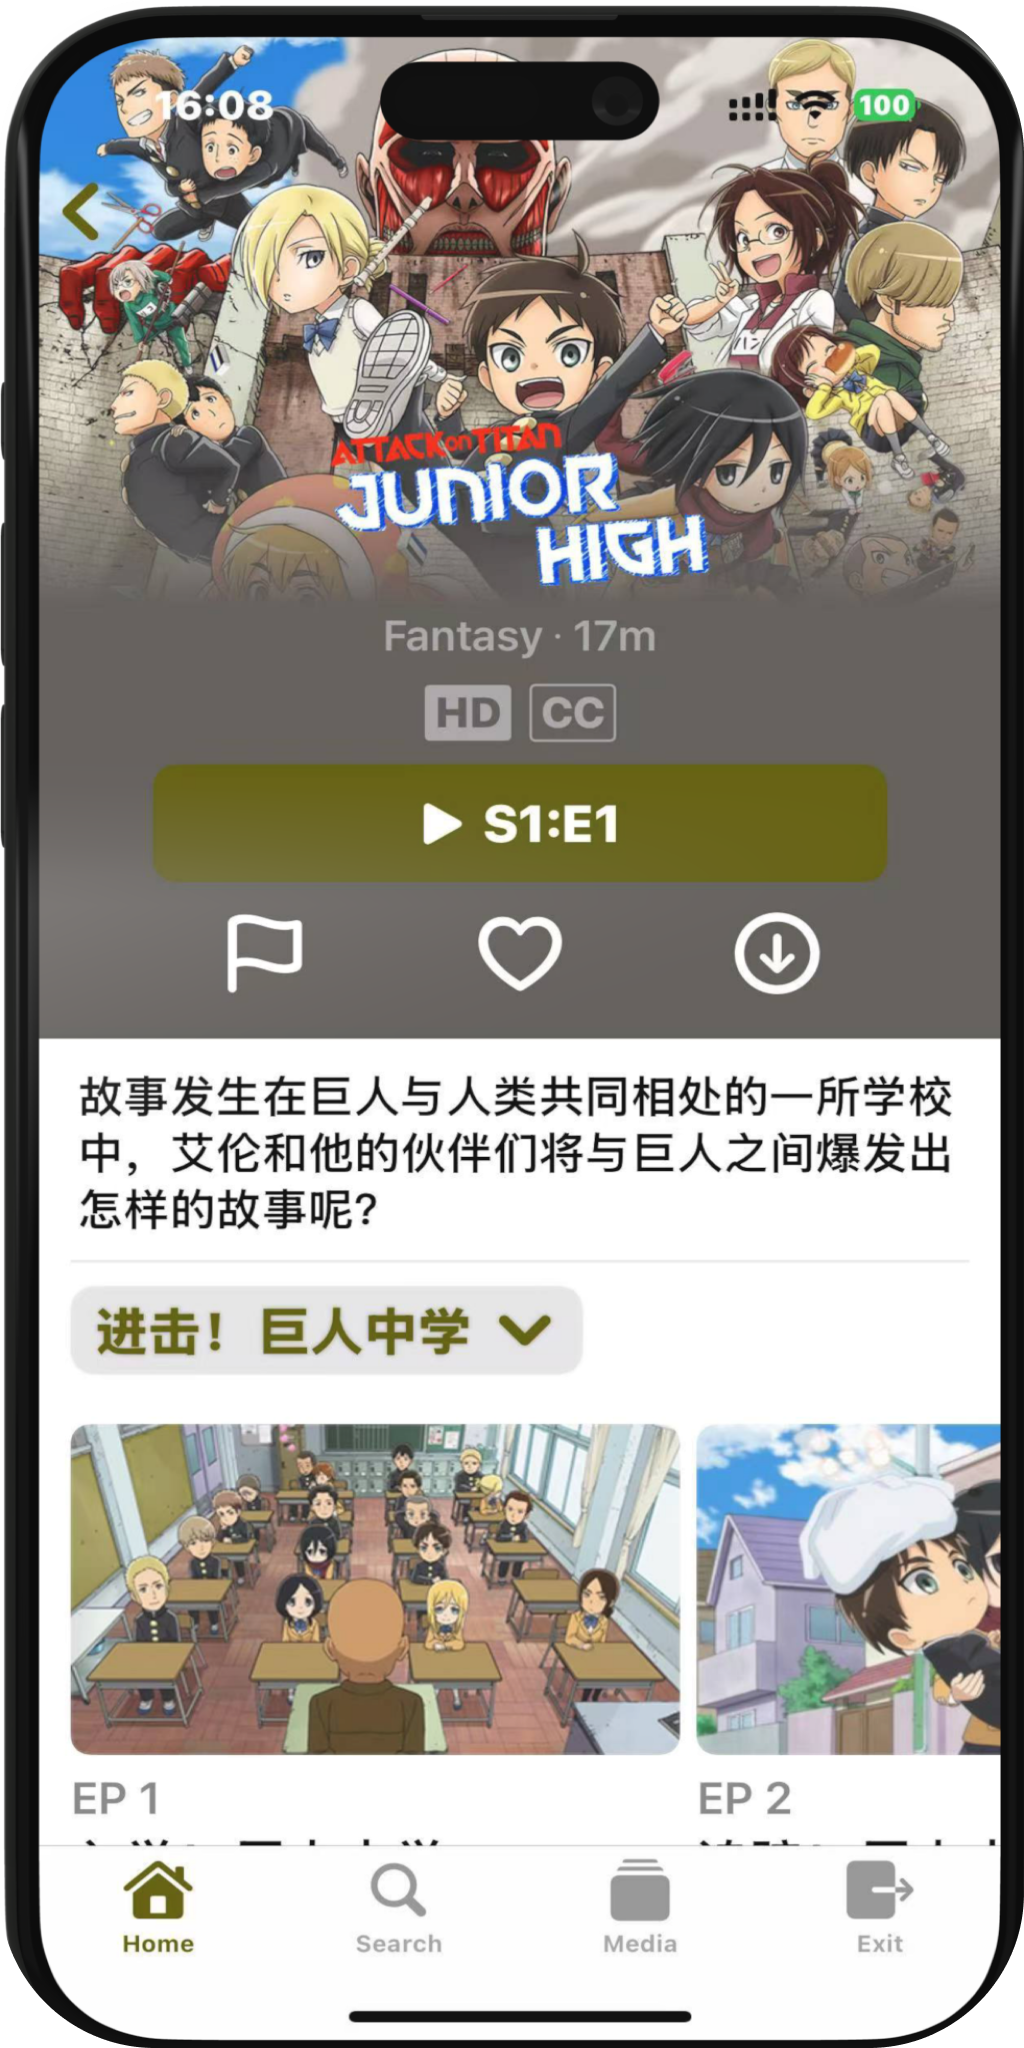 16:08
100
ATTACK on TITAN
JUNIOR
HIGH
Fantasy · 17m
HD CC
S1:E1
故事发生在巨人与人类共同相处的一所学校
中，艾伦和他的伙伴们将与巨人之间爆发出
怎样的故事呢?
进击！巨人中学
EP 1
EP 2
Home
Search
Media
Exit